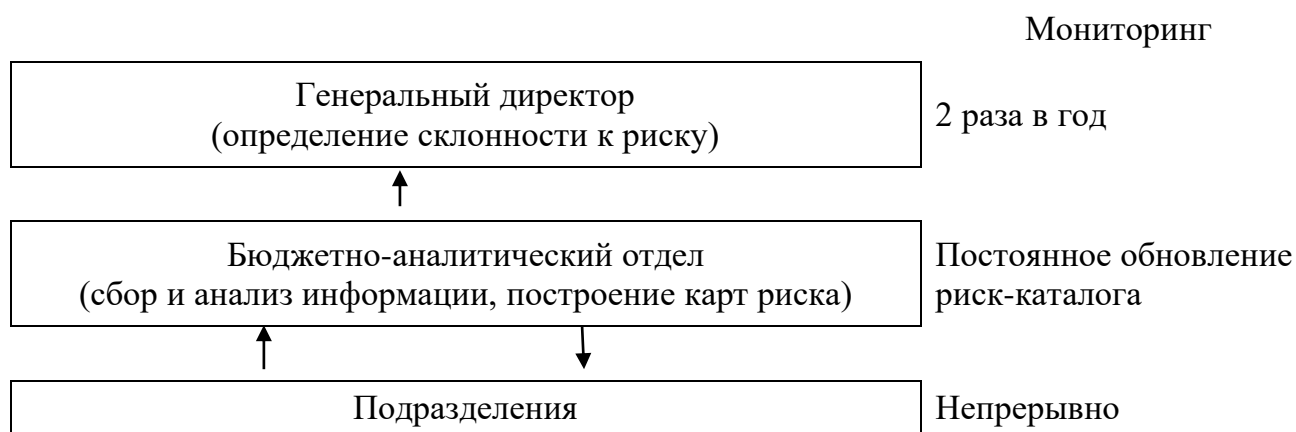 Мониторинг
Генеральный директор
(определение склонности к риску)
2 раза в год
Бюджетно-аналитический отдел
(сбор и анализ информации, построение карт риска)
Постоянное обновление
риск-каталога
Подразделения
Непрерывно